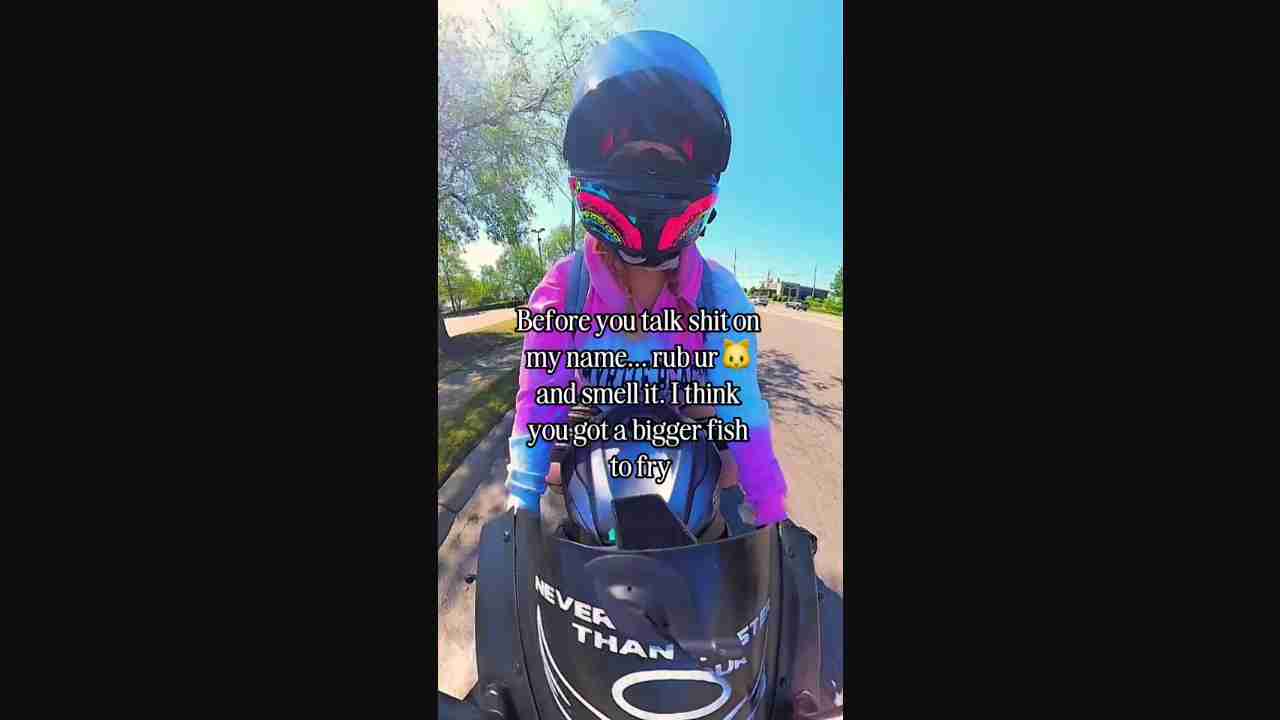 Before you talk shit on
my name... rub ur 🐱
and smell it. I think
you got a bigger fish
to fry
NEVER
THAN